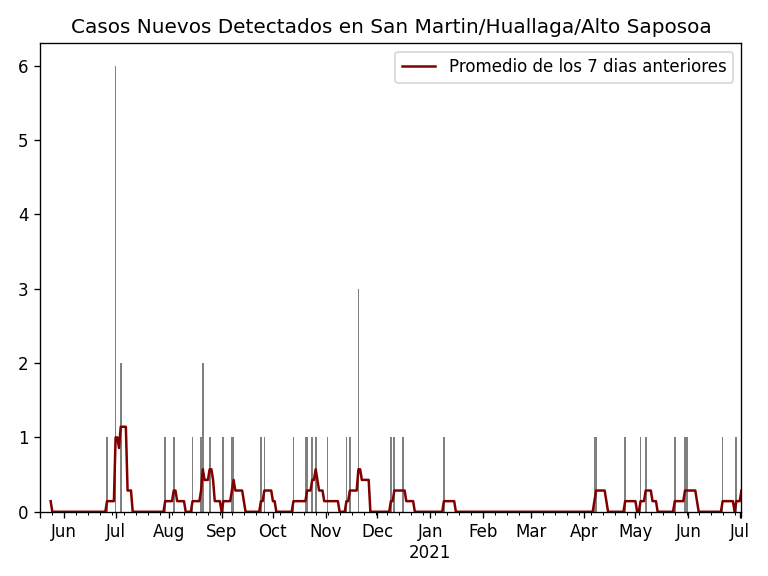 Casos Nuevos Detectados en San Martin/Huallaga/Alto Saposoa
Promedio de los 7 dias anteriores
6
5
4
3
2
1
0
Jun Jul Aug Sep Oct Nov Dec Jan Feb Mar Apr May Jun Jul
2021